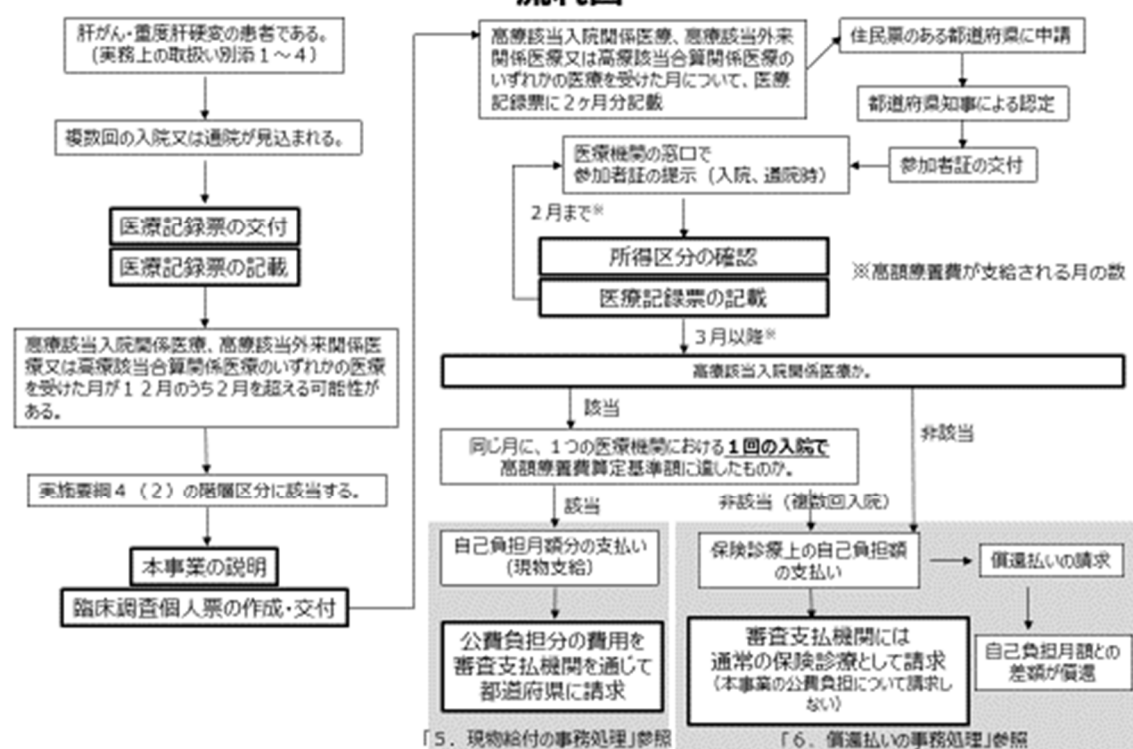 肝がん・重度肝硬変の患者である。
(実務上の取扱い別添１～４)
複数回の入院又は通院が見込まれる。
医療記録票の交付
医療記録票の記載
高療該当入院関係医療、高療該当外来関係医
療又は高療該当合算関係医療のいずれかの医療
を受けた月が１２月のうち２月を超える可能性が
ある。
実施要綱４（２）の階層区分に該当する。
本事業の説明
臨床調査個人票の作成・交付
高療該当入院関係医療、高療該当外来
関係医療又は高療該当合算関係医療の
いずれかの医療を受けた月について、医療
記録票に２ヶ月分記載
住民票のある都道府県に申請
都道府県知事による認定
参加者証の交付
医療機関の窓口で
参加者証の提示（入院、通院時）
２月まで※
所得区分の確認
医療記録票の記載
※高額療養費が支給される月の数
３月以降※
高療該当入院関係医療か。
該当
非該当
同じ月に、１つの医療機関における１回の入院で
高額療養費算定基準額に達したものか。
該当
非該当（複数回入院）
自己負担月額分の支払い
(現物支給)
公費負担分の費用を
審査支払機関を通じて
都道府県に請求
「５．現物給付の事務処理」参照
保険診療上の自己負担額
の支払い
償還払いの請求
審査支払機関には
通常の保険診療として請求
（本事業の公費負担について請求し
ない）
自己負担月額との
差額が償還
「６．償還払いの事務処理」参照